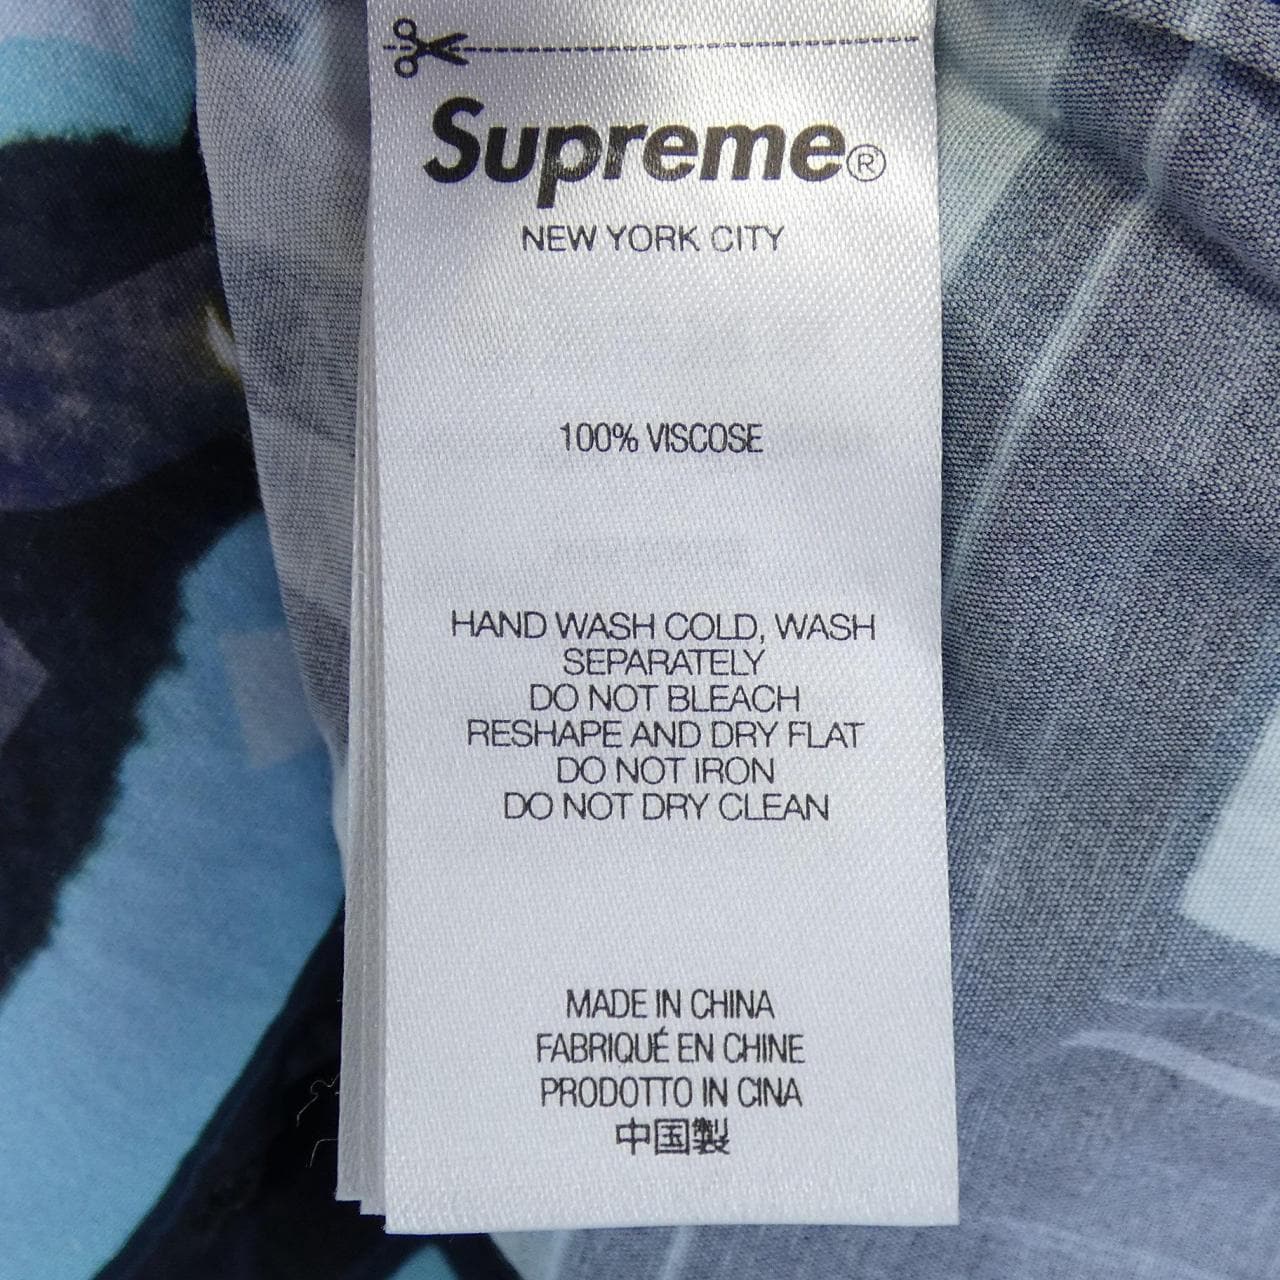 Supreme®
NEW YORK CITY
100% VISCOSE
HAND WASH COLD, WASH
SEPARATELY
DO NOT BLEACH
RESHAPE AND DRY FLAT
DO NOT IRON
DO NOT DRY CLEAN
MADE IN CHINA
FABRIQUÉ EN CHINE
PRODOTTO IN CINA
中国製